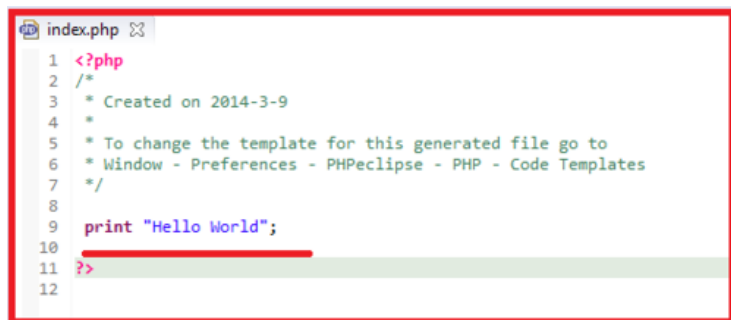 index.php
1 <?php
2 /*
3 * Created on 2014-3-9
4 *
5 * To change the template for this generated file go to
6 * Window - Preferences - PHPeclipse - PHP - Code Templates
7 */
8
9 print "Hello World";
10
11 ?>
12